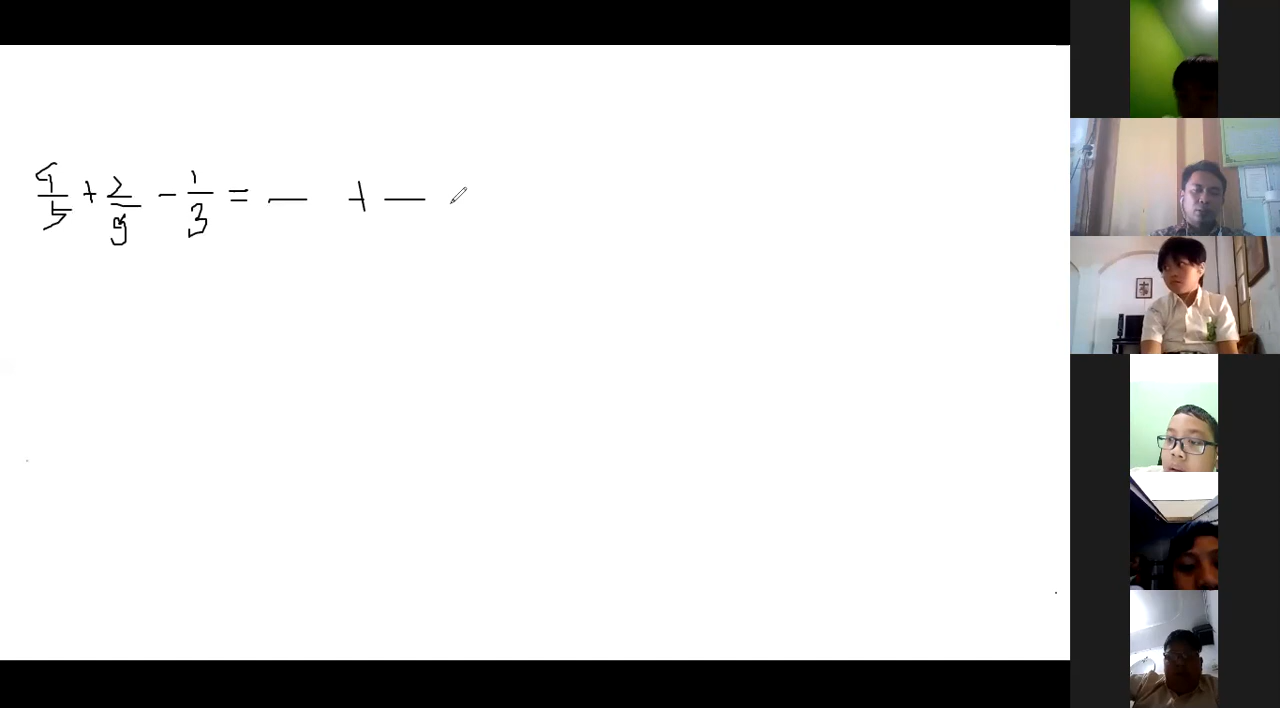 4/5 + 2/9 - 1/3 = — + —